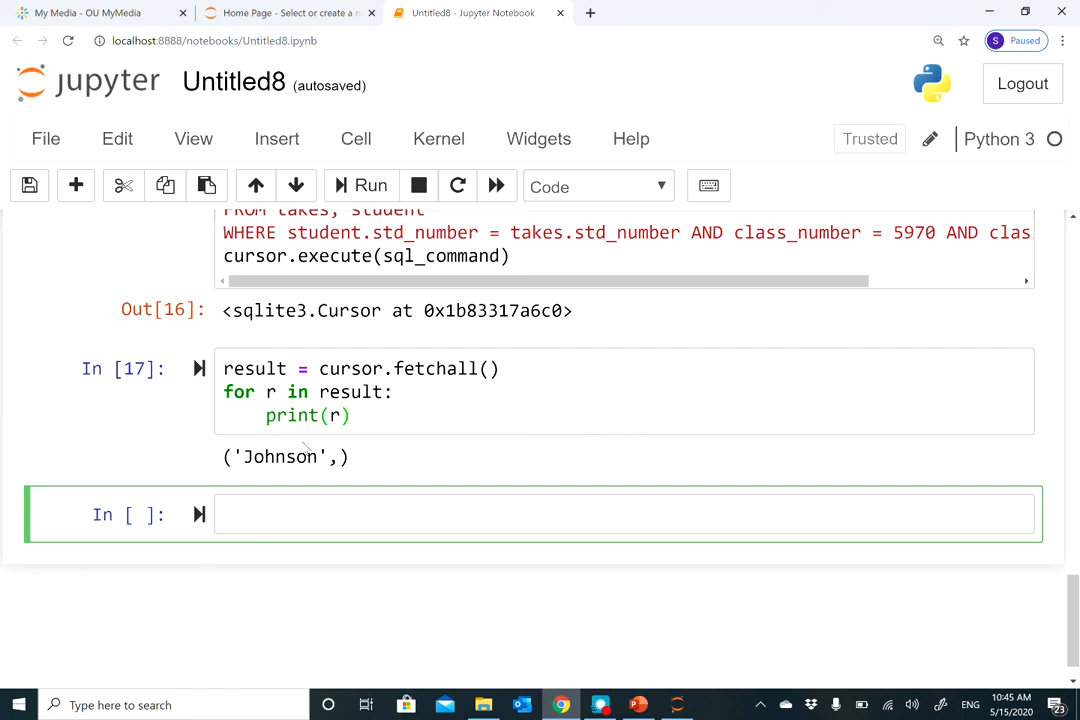 My Media - OU MyMedia
Home Page - Select or create a n
Untitled8 - Jupyter Notebook
localhost:8888/notebooks/Untitled8.ipynb
S Paused
jupyter Untitled8 (autosaved)
Logout
File Edit View Insert Cell Kernel Widgets Help
Trusted Python 3
Run Code
FROM takes, student
WHERE student.std_number = takes.std_number AND class_number = 5970 AND clas
cursor.execute(sql_command)
Out[16]: <sqlite3.Cursor at 0x1b83317a6c0>
In [17]: result = cursor.fetchall()
for r in result:
    print(r)
('Johnson',)
In [ ]:
Type here to search
ENG
10:45 AM
5/15/2020
23